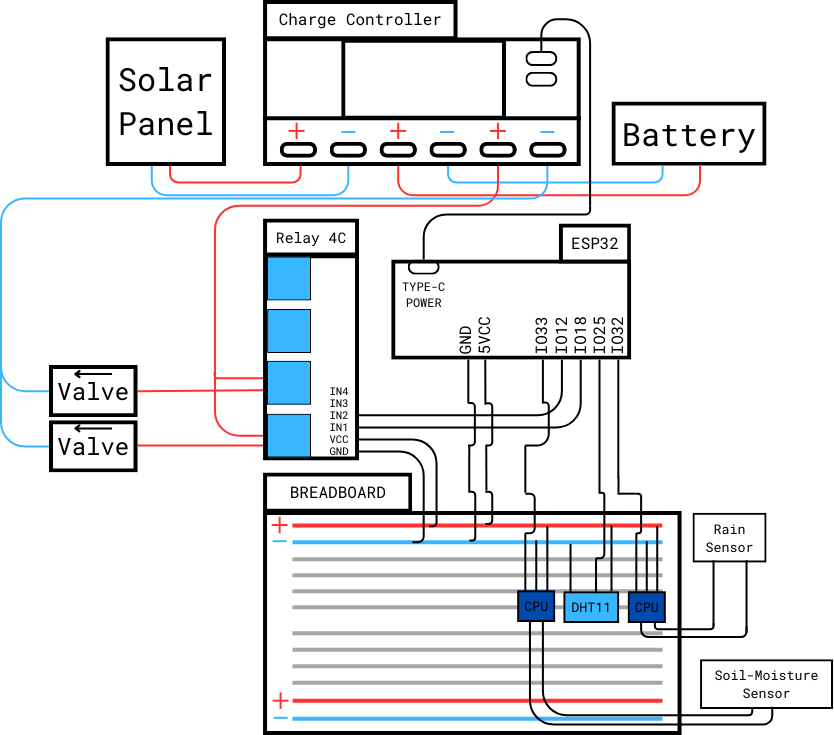 Charge Controller
Solar
Panel
+ − + − + −
Battery
Relay 4C
ESP32
TYPE-C
POWER
GND
5VCC
IO33
IO12
IO18
IO25
IO32
Valve
Valve
IN4
IN3
IN2
IN1
VCC
GND
BREADBOARD
+
−
Rain
Sensor
CPU
DHT11
CPU
Soil-Moisture
Sensor
+
−